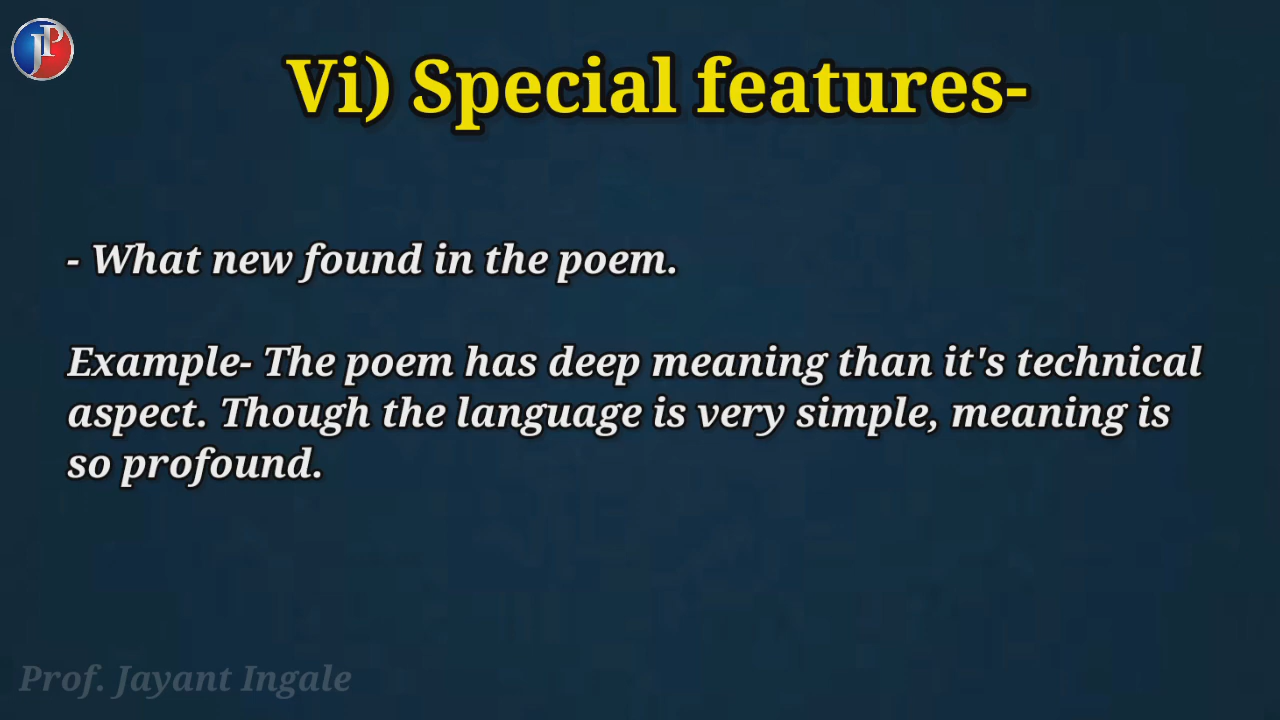 JP
Vi) Special features-
- What new found in the poem.
Example- The poem has deep meaning than it's technical
aspect. Though the language is very simple, meaning is
so profound.
Prof. Jayant Ingale